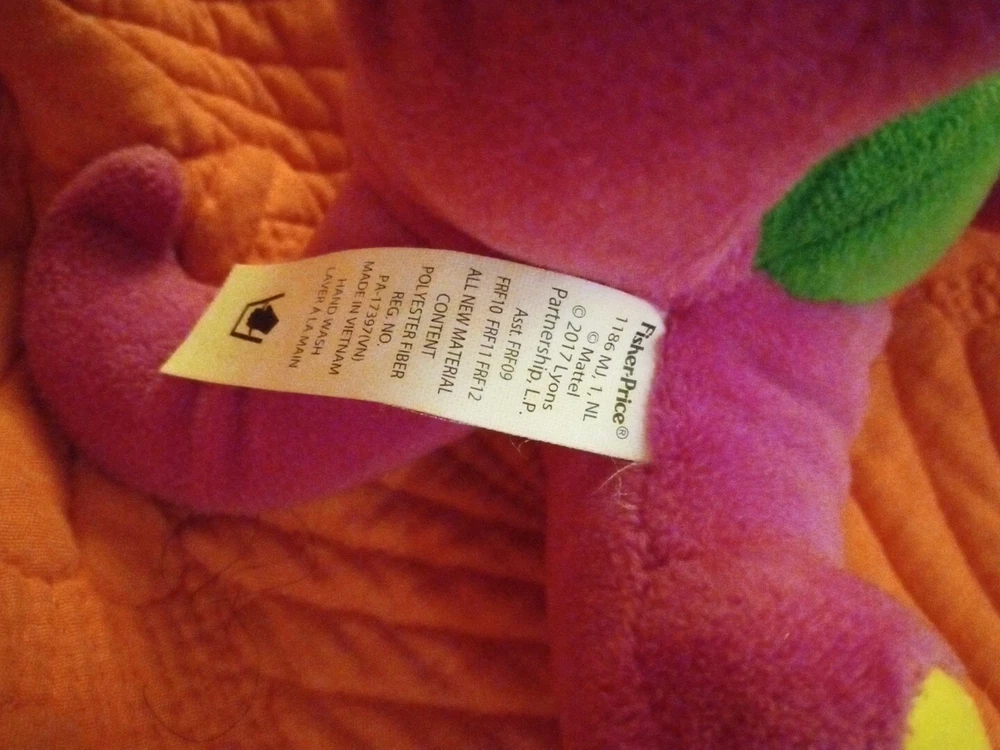 Fisher-Price®
1186 MJ, 1, NL
© Mattel
© 2017 Lyons
Partnership, L.P.
Asst. FRF09
FRF10 FRF11 FRF12
ALL NEW MATERIAL
CONTENT
POLYESTER FIBER
REG. NO.
PA-17397(VN)
MADE IN VIETNAM
HAND WASH
LAVER À LA MAIN